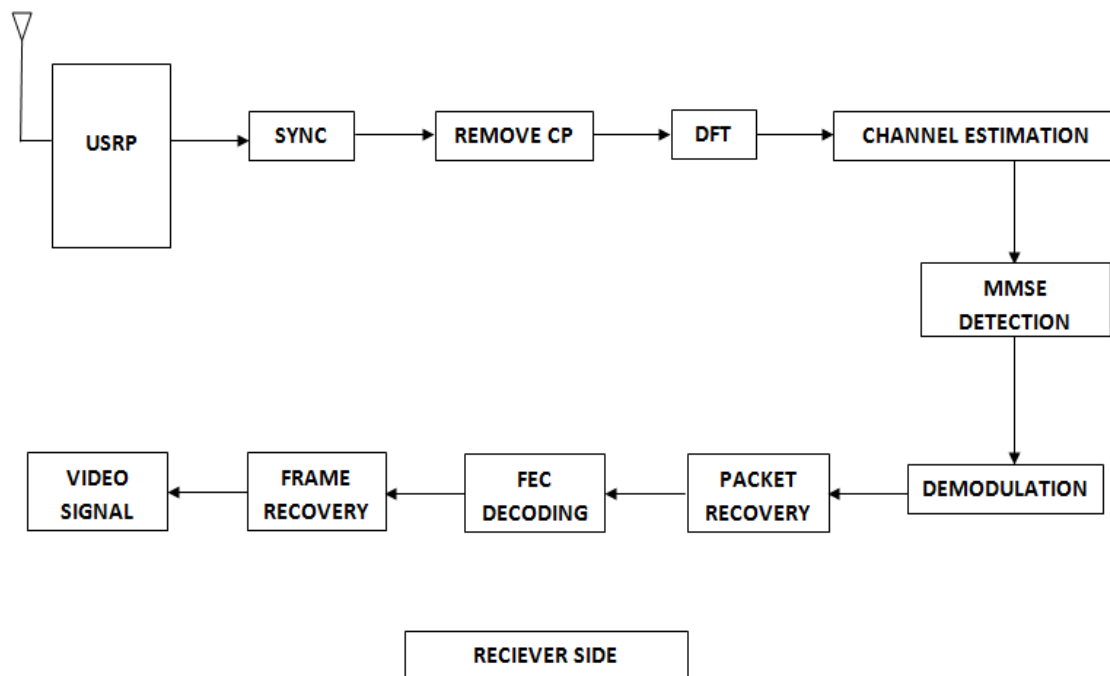 USRP
SYNC
REMOVE CP
DFT
CHANNEL ESTIMATION
MMSE
DETECTION
DEMODULATION
PACKET
RECOVERY
FEC
DECODING
FRAME
RECOVERY
VIDEO
SIGNAL
RECIEVER SIDE